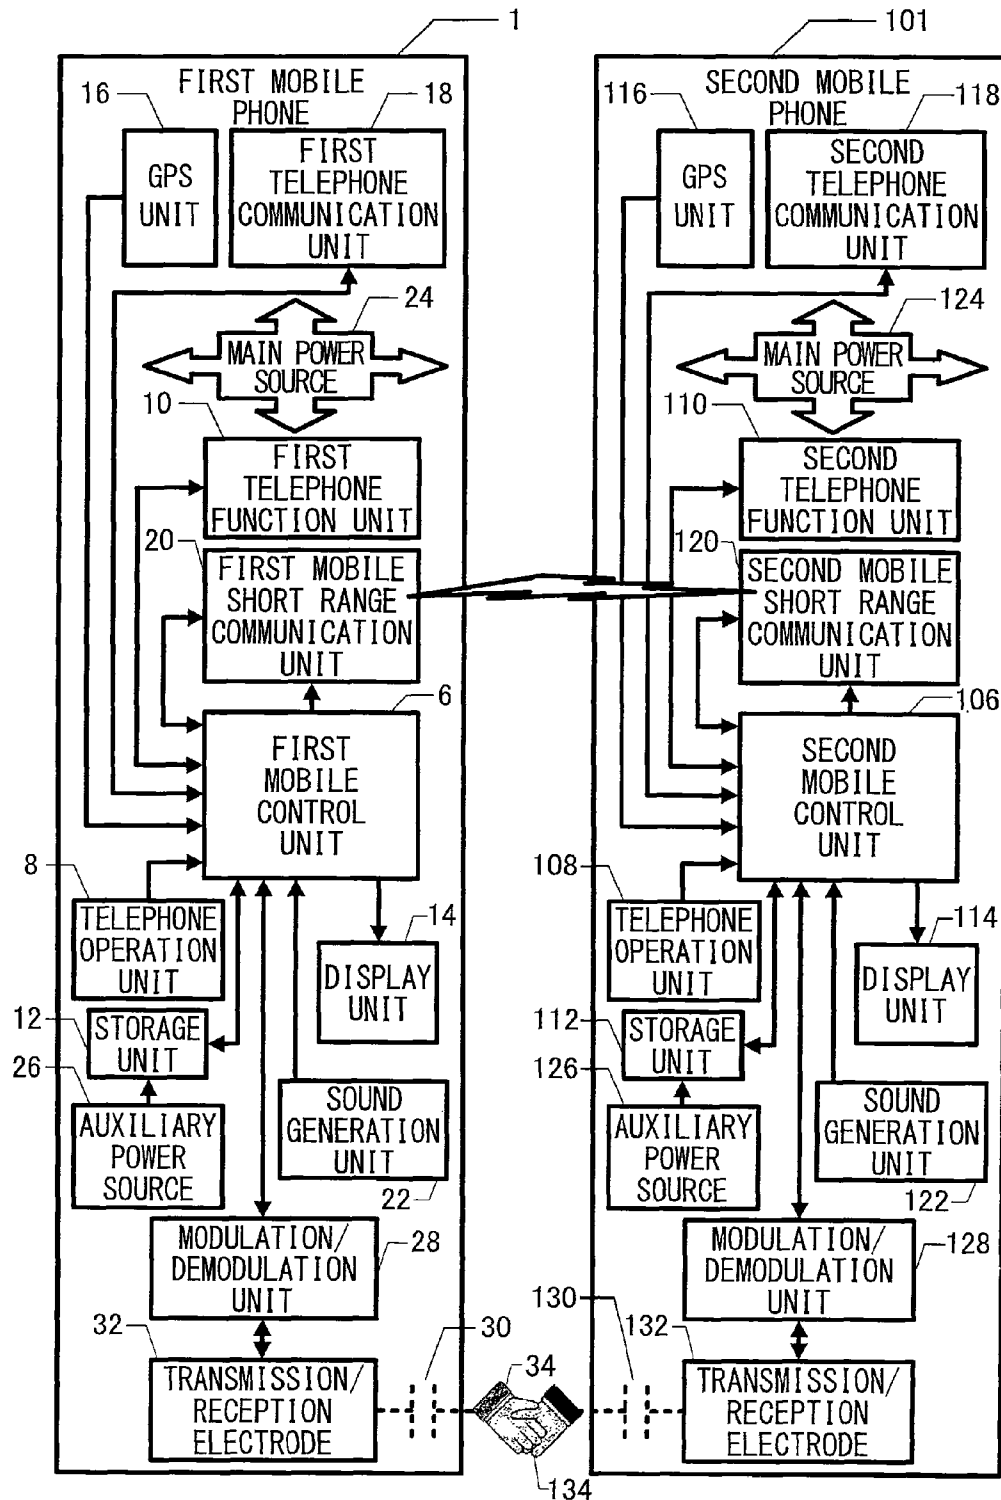 1
FIRST MOBILE
PHONE
16
18
GPS
UNIT
FIRST
TELEPHONE
COMMUNICATION
UNIT
24
MAIN POWER
SOURCE
10
FIRST
TELEPHONE
FUNCTION UNIT
20
FIRST MOBILE
SHORT RANGE
COMMUNICATION
UNIT
6
FIRST
MOBILE
CONTROL
UNIT
8
TELEPHONE
OPERATION
UNIT
14
DISPLAY
UNIT
12
STORAGE
UNIT
26
AUXILIARY
POWER
SOURCE
SOUND
GENERATION
UNIT
22
MODULATION/
DEMODULATION
UNIT
28
32
30
TRANSMISSION/
RECEPTION
ELECTRODE
34
134
101
SECOND MOBILE
PHONE
116
118
GPS
UNIT
SECOND
TELEPHONE
COMMUNICATION
UNIT
124
MAIN POWER
SOURCE
110
SECOND
TELEPHONE
FUNCTION UNIT
120
SECOND MOBILE
SHORT RANGE
COMMUNICATION
UNIT
106
SECOND
MOBILE
CONTROL
UNIT
108
TELEPHONE
OPERATION
UNIT
114
DISPLAY
UNIT
112
STORAGE
UNIT
126
AUXILIARY
POWER
SOURCE
SOUND
GENERATION
UNIT
122
MODULATION/
DEMODULATION
UNIT
128
130
132
TRANSMISSION/
RECEPTION
ELECTRODE